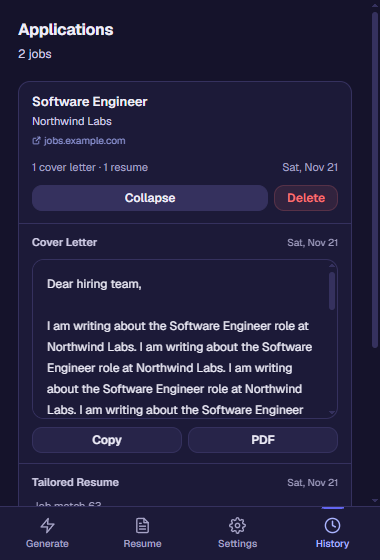 Applications
2 jobs
Software Engineer
Northwind Labs
jobs.example.com
1 cover letter · 1 resume Sat, Nov 21
Collapse Delete
Cover Letter Sat, Nov 21
Dear hiring team,
I am writing about the Software Engineer role at
Northwind Labs. I am writing about the Software
Engineer role at Northwind Labs. I am writing
about the Software Engineer role at Northwind
Labs. I am writing about the Software Engineer
Copy PDF
Tailored Resume Sat, Nov 21
Job match 63
Generate Resume Settings History